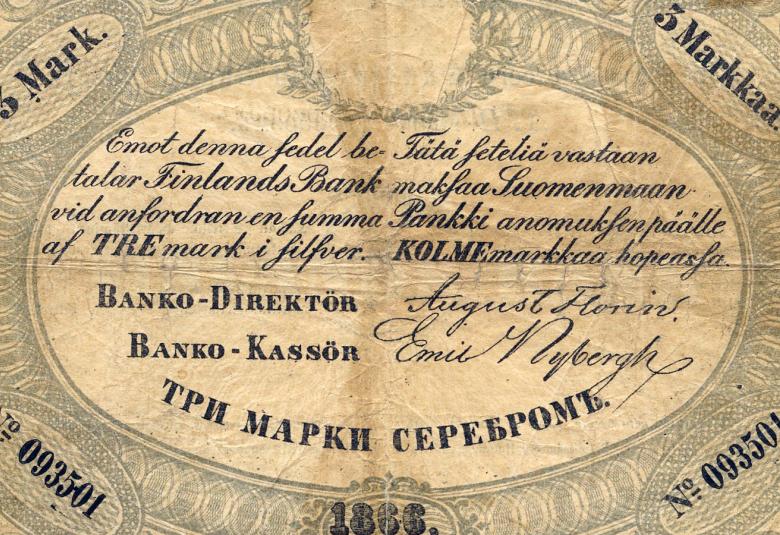 3 Mark.
3 Markkaa
Emot denna sedel be- Tätä seteliä vastaan
talar Finlands Bank maksaa Suomenmaan
vid anfordran en summa Pankki anomuksen päälle
af TRE mark i silfver. KOLME markkaa hopeassa.
BANKO-DIREKTÖR August Florin.
BANKO-KASSÖR Emil Nybergh
ТРИ МАРКИ СЕРЕБРОМЪ.
№ 093501
№ 093501
1866.